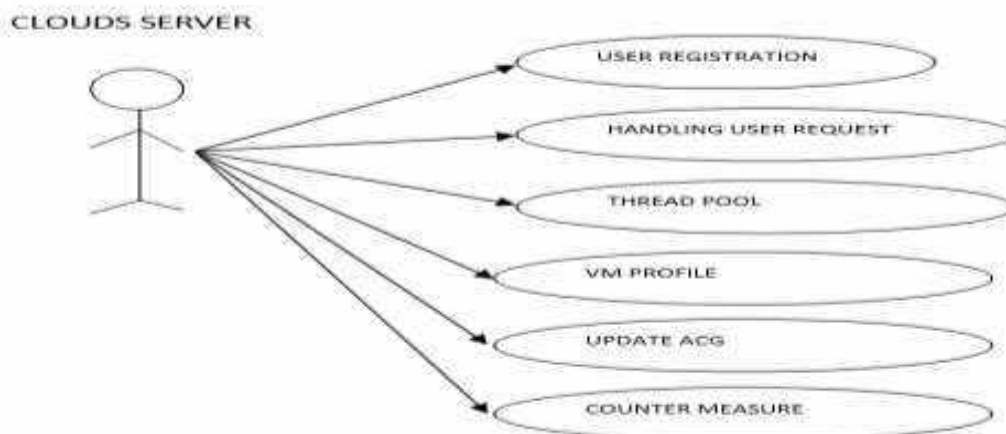 CLOUDS SERVER
USER REGISTRATION
HANDLING USER REQUEST
THREAD POOL
VM PROFILE
UPDATE ACG
COUNTER MEASURE